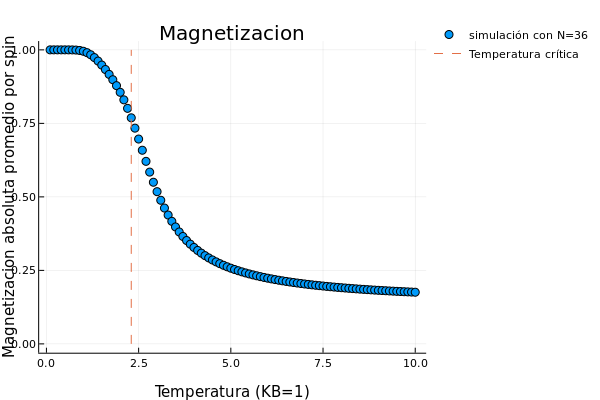 Magnetizacion
simulación con N=36
Temperatura crítica
Magnetizacion absoluta promedio por spin
1.00
0.75
0.50
0.25
0.00
0.0 2.5 5.0 7.5 10.0
Temperatura (KB=1)